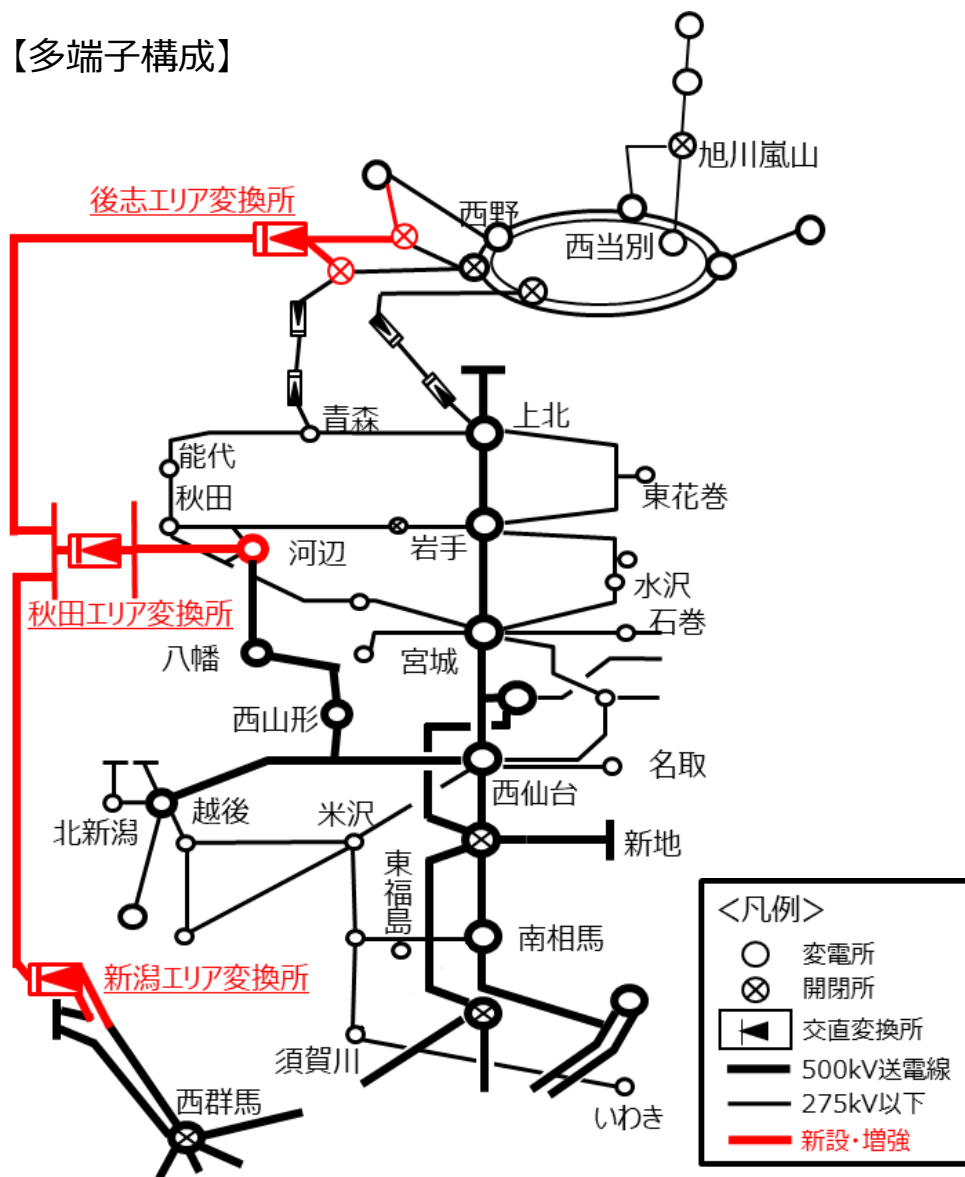 【多端子構成】
旭川嵐山
後志エリア変換所
西野
西当別
青森
上北
能代
秋田
東花巻
岩手
河辺
水沢
秋田エリア変換所
石巻
八幡
宮城
西山形
名取
西仙台
越後
米沢
北新潟
新地
東福島
南相馬
新潟エリア変換所
須賀川
西群馬
いわき
<凡例>
変電所
開閉所
交直変換所
500kV送電線
275kV以下
新設・増強